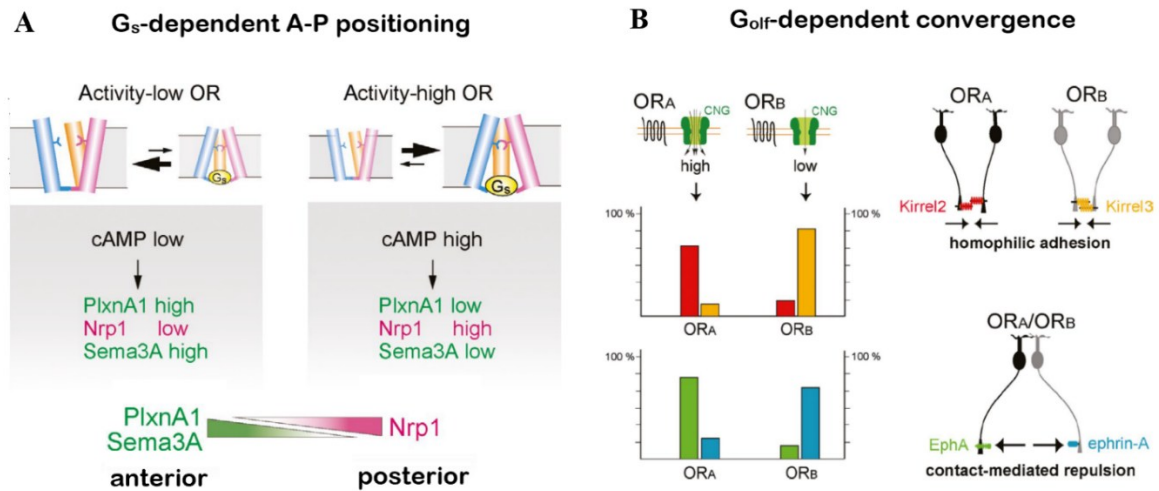 A
Gs-dependent A-P positioning
Activity-low OR
Activity-high OR
Gs
Gs
cAMP low
cAMP high
PlxnA1 high
Nrp1 low
Sema3A high
PlxnA1 low
Nrp1 high
Sema3A low
PlxnA1
Sema3A
Nrp1
anterior
posterior
B
Golf-dependent convergence
ORA
CNG
ORB
CNG
high
low
100 %
100 %
ORA
ORB
100 %
100 %
ORA
ORB
ORA
ORB
Kirrel2
Kirrel3
homophilic adhesion
ORA/ORB
EphA
ephrin-A
contact-mediated repulsion